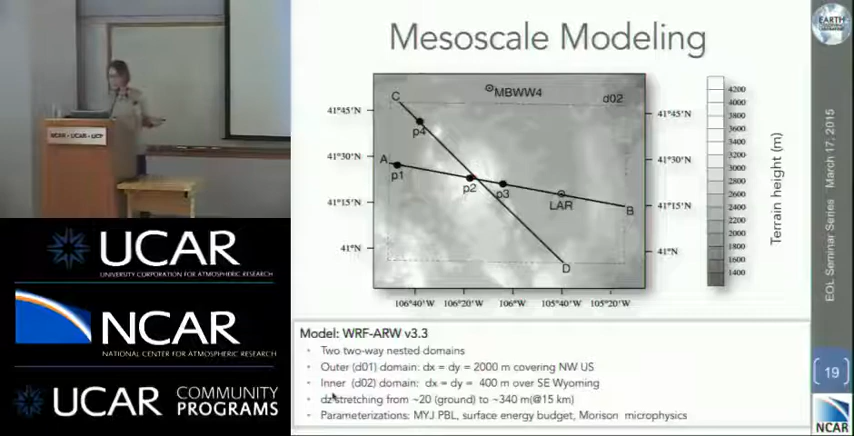 Mesoscale Modeling
EARTH
MBWW4
d02
C
p4
A
p1
p2
p3
LAR
B
D
41°45'N
41°30'N
41°15'N
41°N
41°45'N
41°30'N
41°15'N
41°N
106°40'W 106°20'W 106°W 105°40'W 105°20'W
4200
4000
3800
3600
3400
3200
3000
2800
2600
2400
2200
2000
1800
1600
1400
Terrain height (m)
EOL Seminar Series March 17, 2015
NCAR · UCAR · UCP
UCAR
UNIVERSITY CORPORATION FOR ATMOSPHERIC RESEARCH
NCAR
NATIONAL CENTER FOR ATMOSPHERIC RESEARCH
UCAR COMMUNITY PROGRAMS
Model: WRF-ARW v3.3
• Two two-way nested domains
• Outer (d01) domain: dx = dy = 2000 m covering NW US
• Inner (d02) domain: dx = dy = 400 m over SE Wyoming
• dz stretching from ~20 (ground) to ~340 m(@15 km)
• Parameterizations: MYJ PBL, surface energy budget, Morison microphysics
19
NCAR